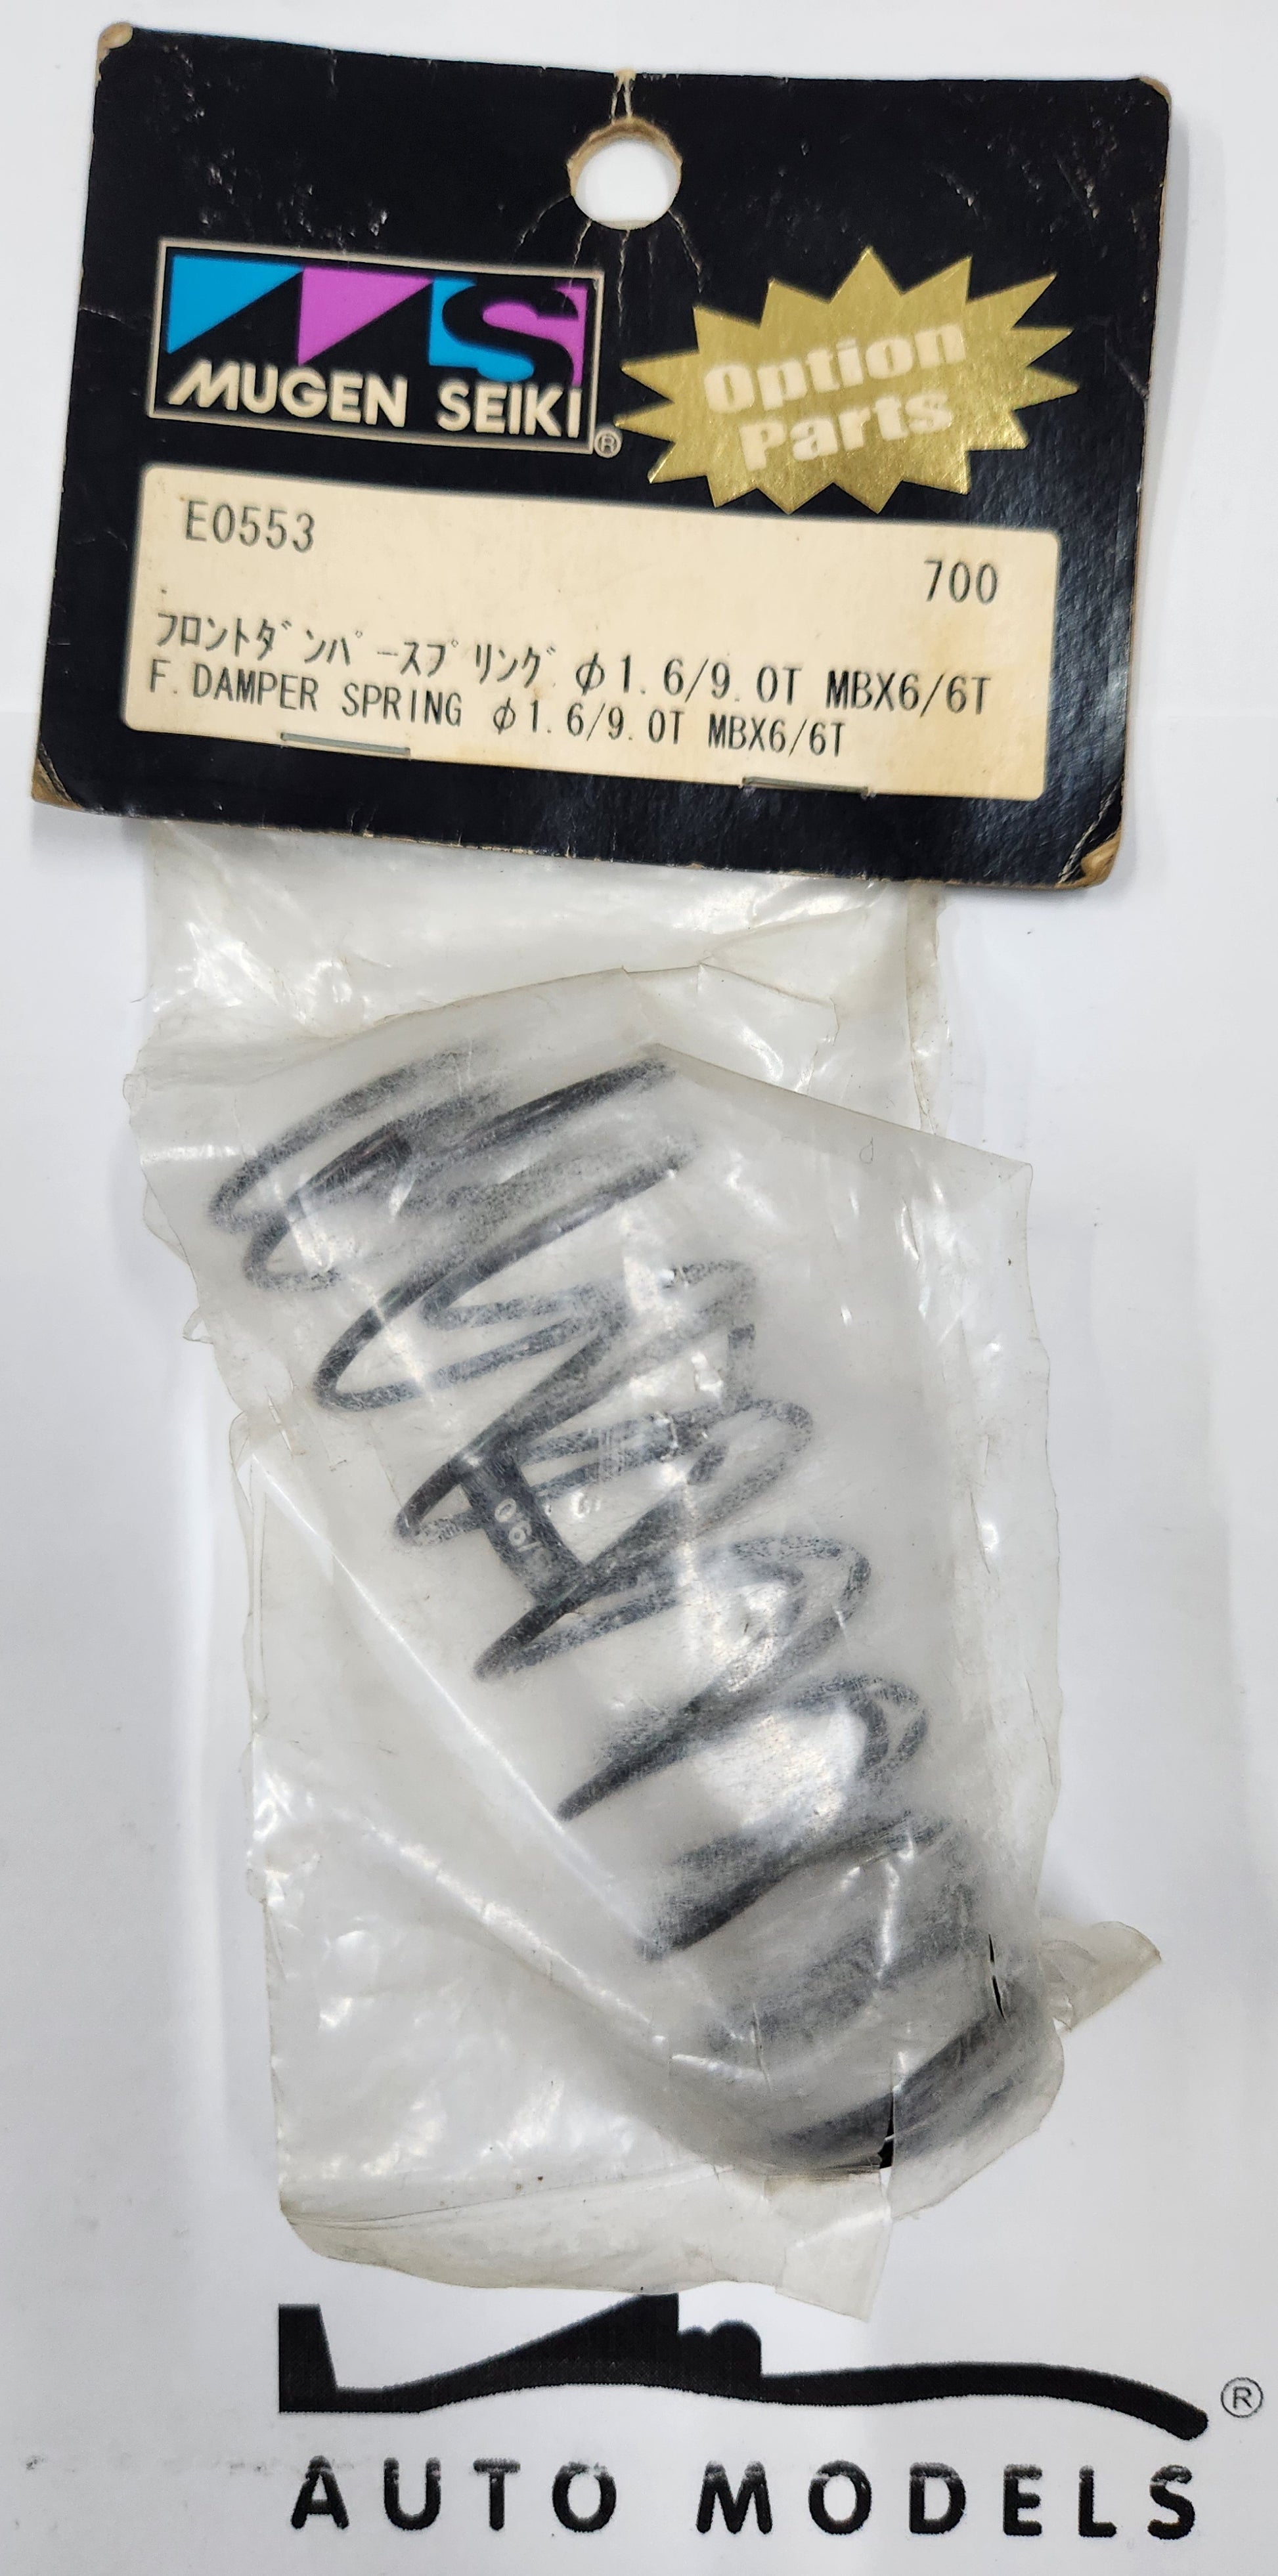 MUGEN SEIKI®
Option
Parts
E0553
700
フロントダンパースプリング φ1.6/9.0T MBX6/6T
F.DAMPER SPRING φ1.6/9.0T MBX6/6T
®
AUTO MODELS